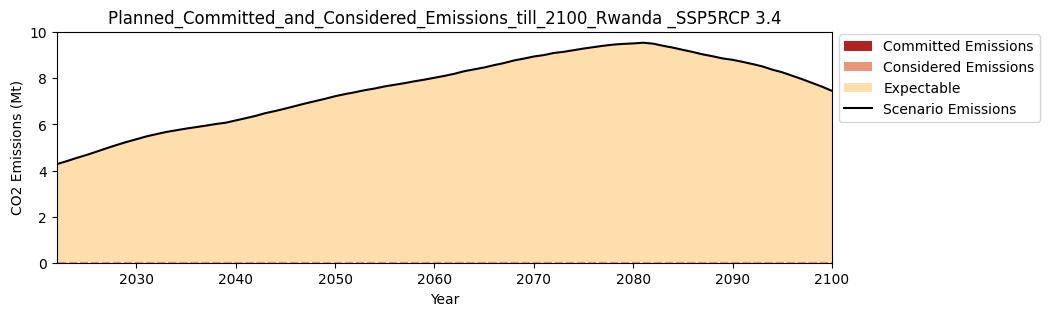 Planned_Committed_and_Considered_Emissions_till_2100_Rwanda _SSP5RCP 3.4
Committed Emissions
Considered Emissions
Expectable
Scenario Emissions
CO2 Emissions (Mt)
10
8
6
4
2
0
2030 2040 2050 2060 2070 2080 2090 2100
Year